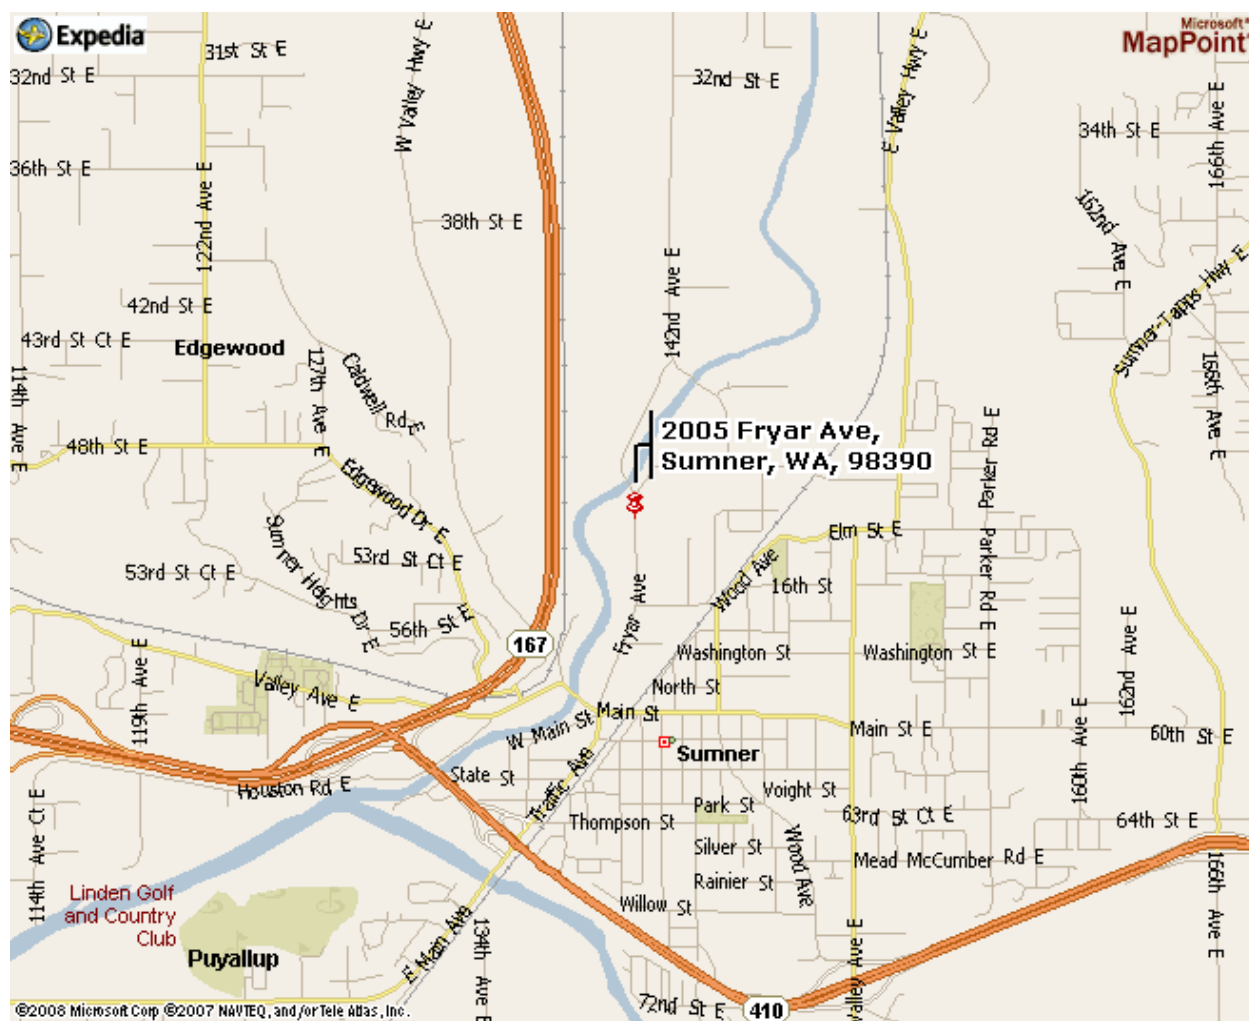 Expedia
Microsoft®
MapPoint®
31st St E
32nd St E
W Valley Hwy E
32nd St E
E Valley Hwy E
34th St E
166th Ave E
36th St E
122nd Ave E
38th St E
162nd Ave E
142nd Ave E
Sumner-Tapps Hwy E
42nd St E
43rd St Ct E
Edgewood
127th Ave E
Caldwell Rd E
114th Ave E
166th Ave E
48th St E
2005 Fryar Ave,
Sumner, WA, 98390
Parker Rd E
Edgewood Dr E
Elm St E
Sumner Heights Dr E
53rd St Ct E
53rd St Ct E
Wood Ave
16th St
Parker Rd E
Fryar Ave
56th St E
162nd Ave E
167
Washington St
Washington St E
119th Ave E
Valley Ave E
North St
Main St
W Main St
Main St E
60th St E
Sumner
160th Ave E
State St
Houston Rd E
Traffic Ave
Voight St
Park St
63rd St Ct E
64th St E
Thompson St
114th Ave Ct E
Silver St
Wood Ave
Mead McCumber Rd E
Rainier St
166th Ave E
Linden Golf
and Country
Club
Willow St
Puyallup
E Main Ave
134th Ave E
Valley Ave E
72nd St E
410
©2008 Microsoft Corp ©2007 NAVTEQ, and/or Tele Atlas, Inc.